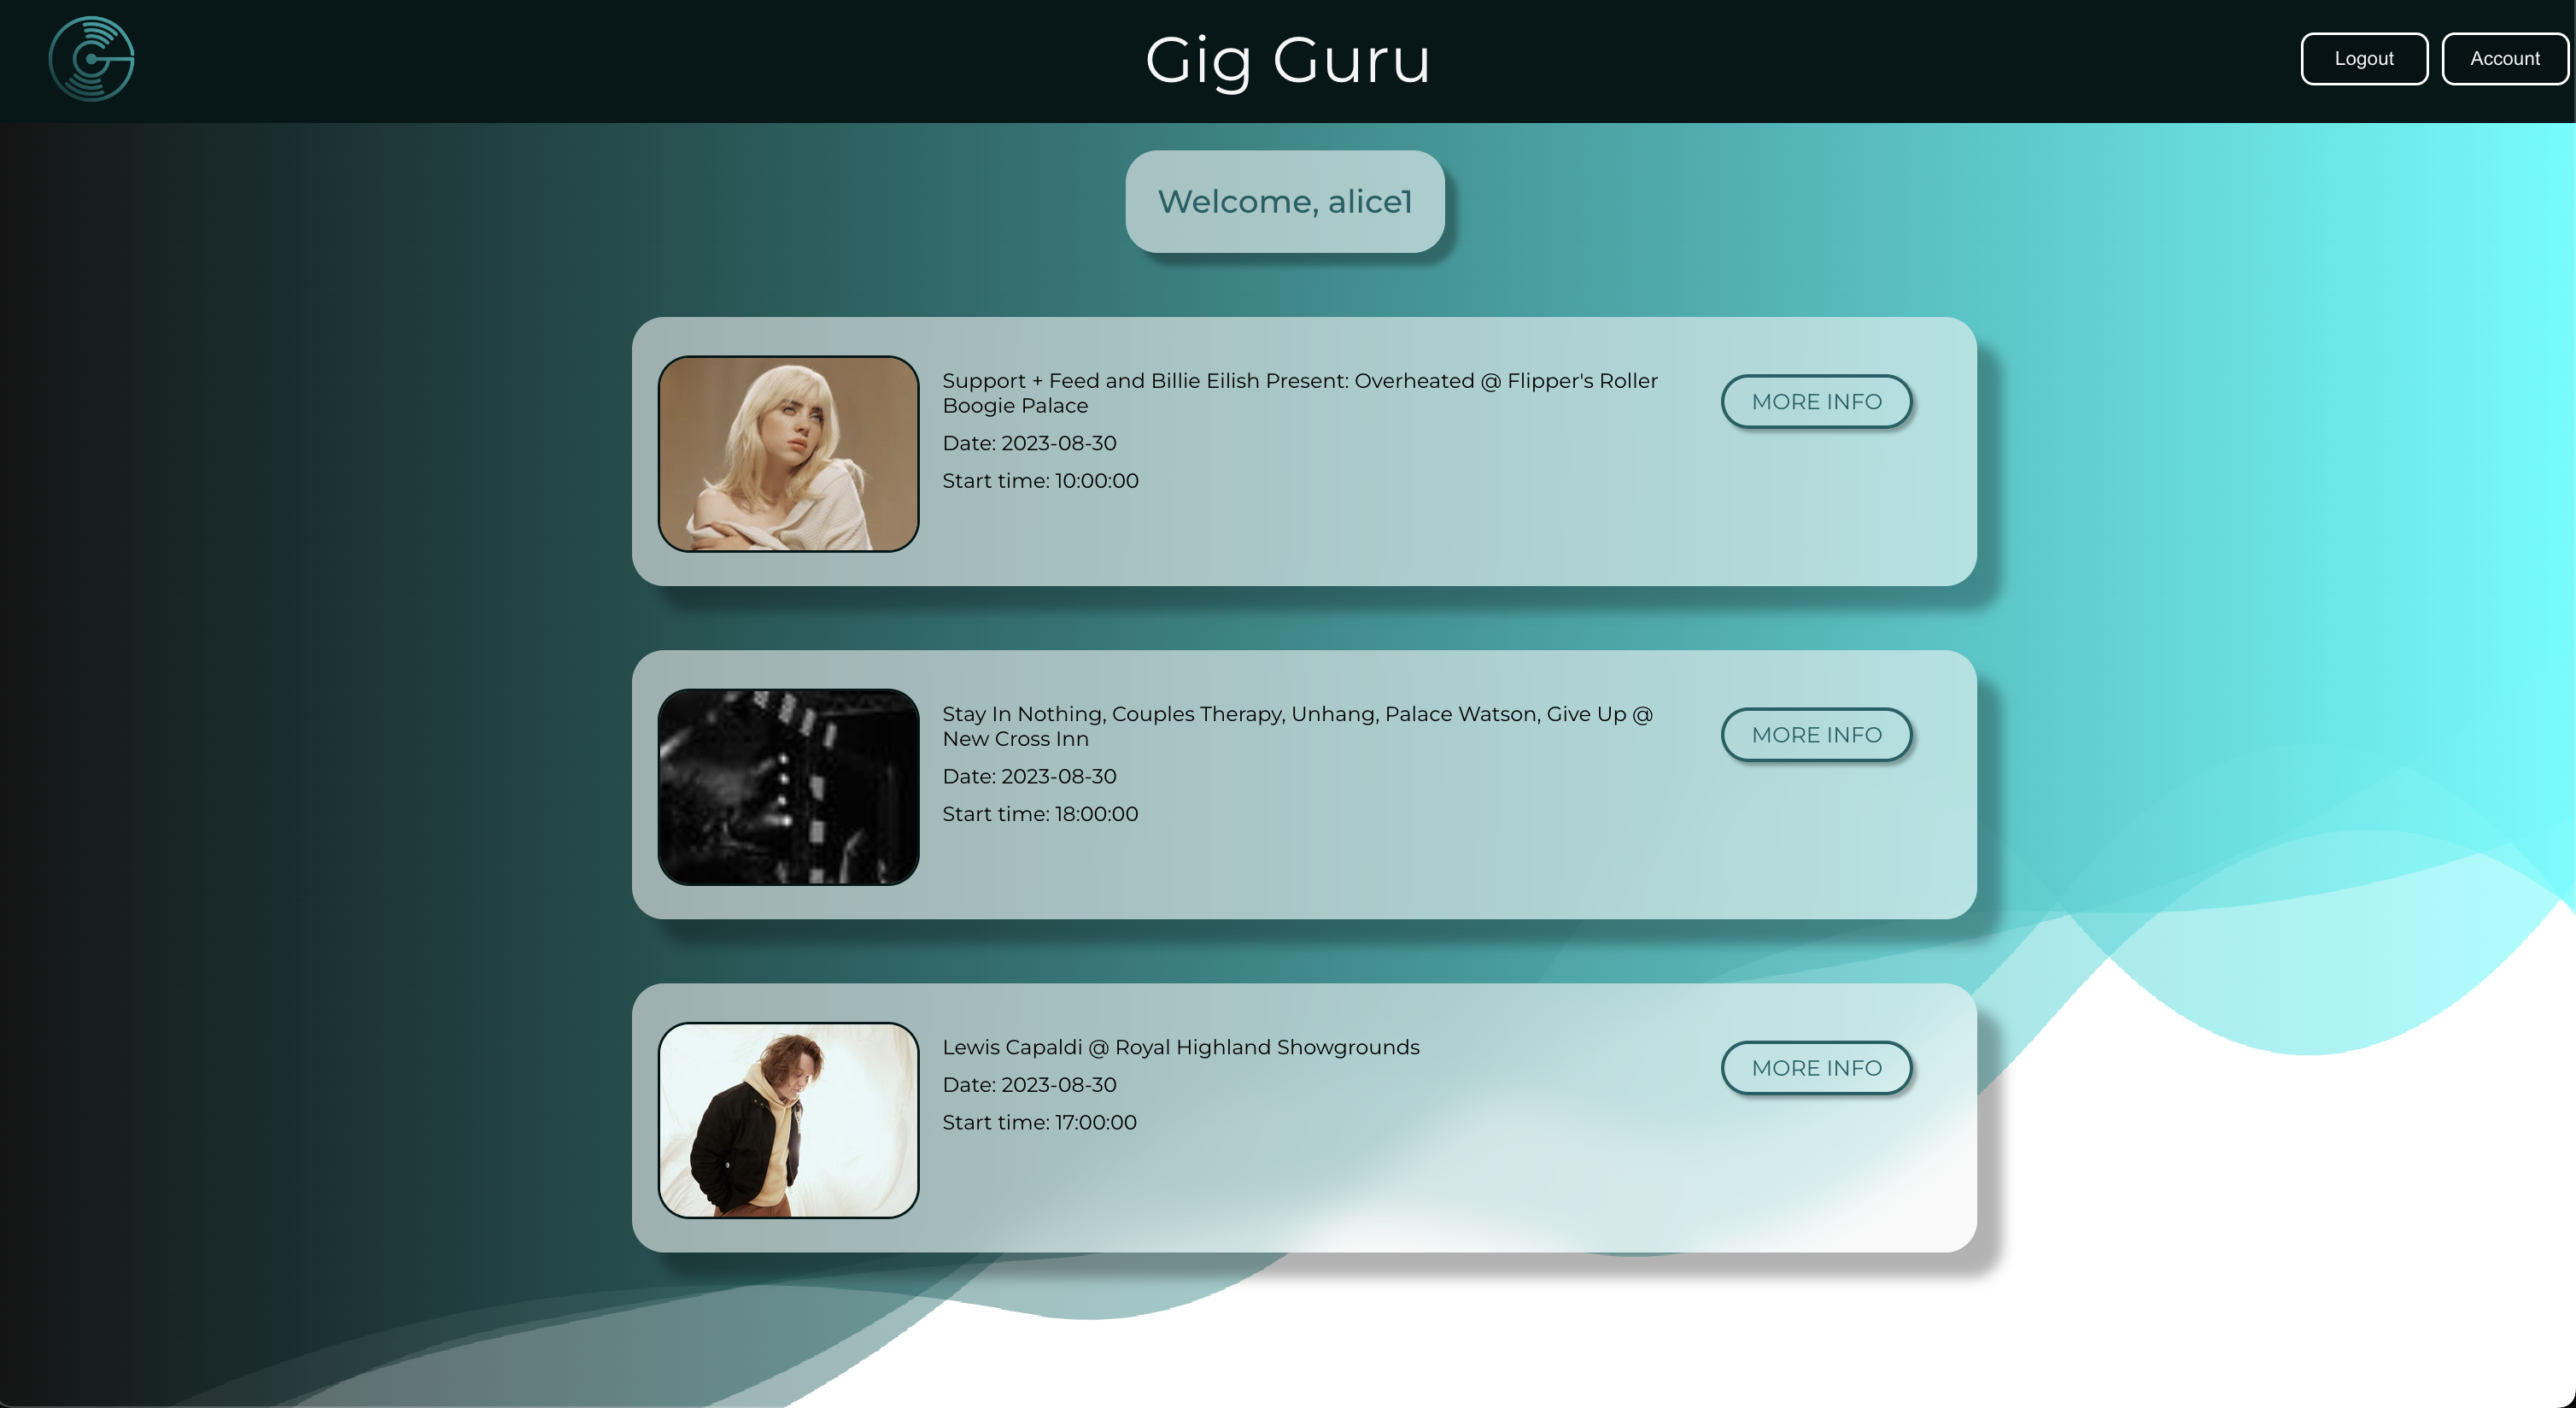 Gig Guru
Logout
Account
Welcome, alice1
Support + Feed and Billie Eilish Present: Overheated @ Flipper's Roller
Boogie Palace
Date: 2023-08-30
Start time: 10:00:00
MORE INFO
Stay In Nothing, Couples Therapy, Unhang, Palace Watson, Give Up @
New Cross Inn
Date: 2023-08-30
Start time: 18:00:00
MORE INFO
Lewis Capaldi @ Royal Highland Showgrounds
Date: 2023-08-30
Start time: 17:00:00
MORE INFO